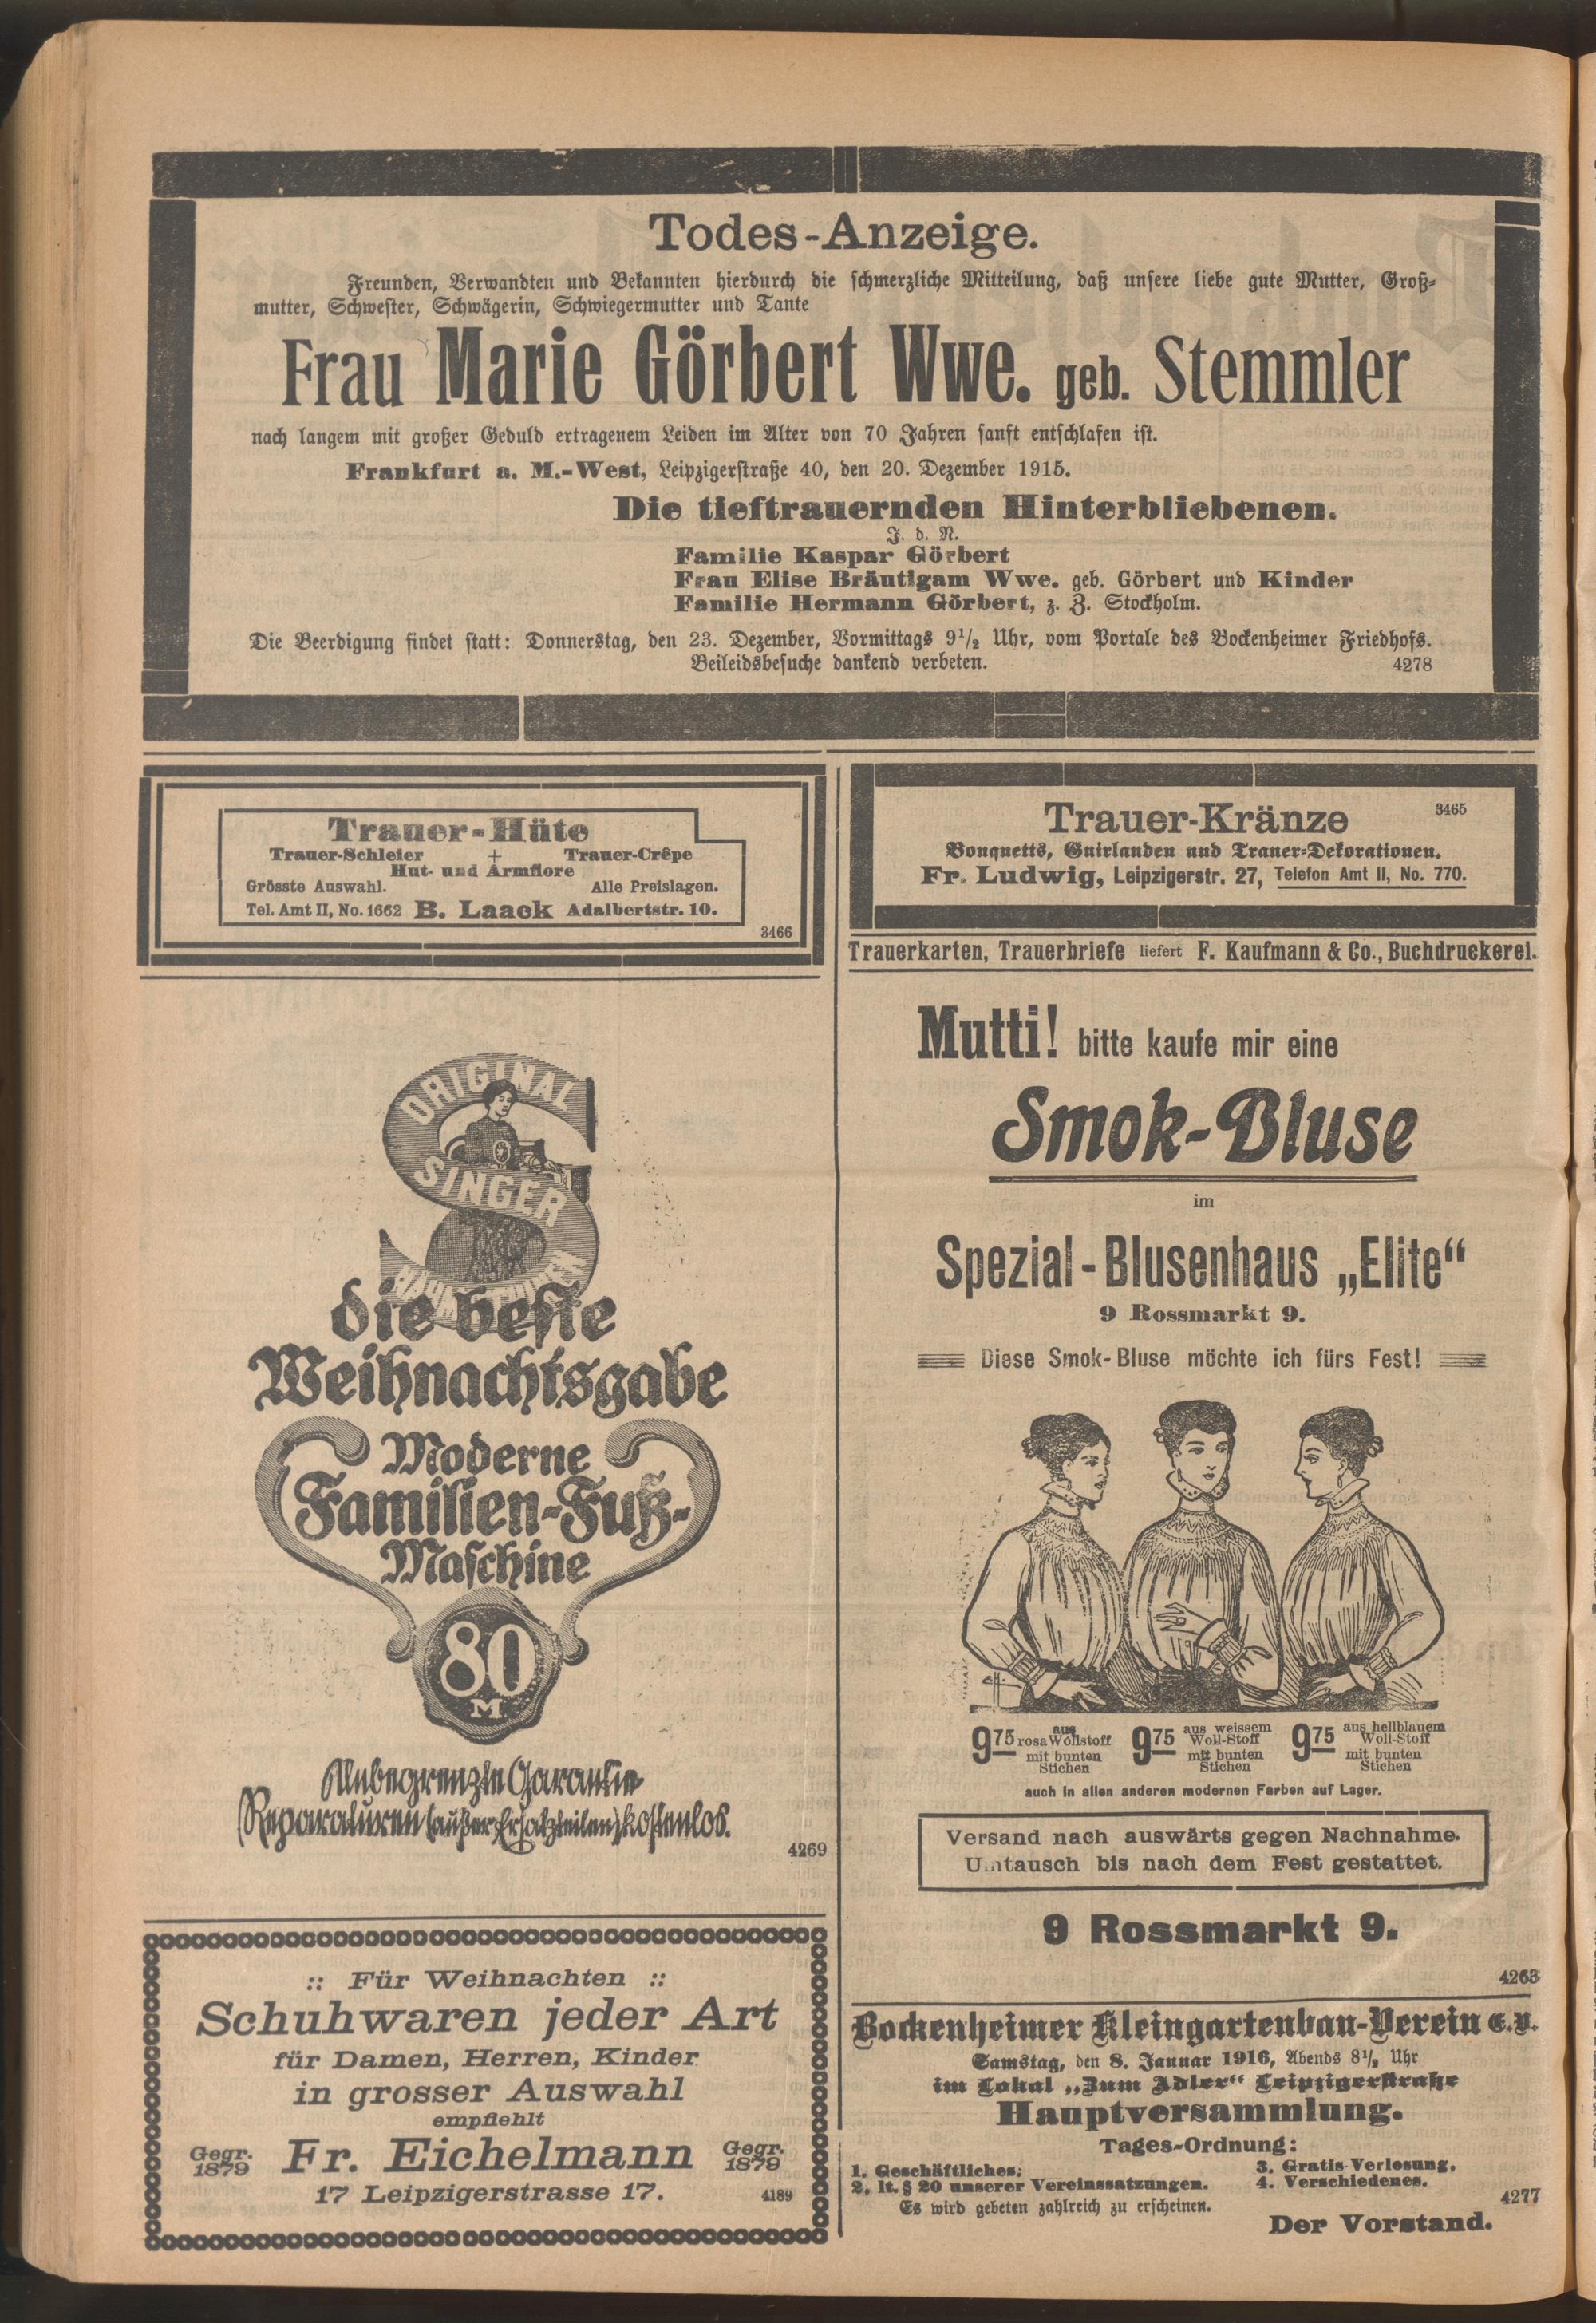 Todes-Anzeige.
Freunden, Verwandten und Bekannten hierdurch die schmerzliche Mitteilung, daß unsere liebe gute Mutter, Groß-
mutter, Schwester, Schwägerin, Schwiegermutter und Tante
Frau Marie Görbert Wwe. geb. Stemmler
nach langem mit großer Geduld ertragenem Leiden im Alter von 70 Jahren sanft entschlafen ist.
Frankfurt a. M.-West, Leipzigerstraße 40, den 20. Dezember 1915.
Die tieftrauernden Hinterbliebenen.
J. d. N.
Familie Kaspar Görbert
Frau Elise Bräutigam Wwe. geb. Görbert und Kinder
Familie Hermann Görbert, z. Z. Stockholm.
Die Beerdigung findet statt: Donnerstag, den 23. Dezember, Vormittags 9 1/2 Uhr, vom Portale des Bockenheimer Friedhofs.
Beileidsbesuche dankend verbeten.
4278
Trauer-Hüte
Trauer-Schleier + Trauer-Crêpe
Hut- und Armflore
Grösste Auswahl. Alle Preislagen.
Tel. Amt II, No. 1662 B. Laack Adalbertstr. 10.
3466
ORIGINAL
SINGER
NÄHMASCHINEN
die beste
Weihnachtsgabe
Moderne
Familien-Fuß-
Maschine
80
M.
Unbegrenzte Garantie
Reparaturen (außer Ersatzteilen) kostenlos.
4269
:: Für Weihnachten ::
Schuhwaren jeder Art
für Damen, Herren, Kinder
in grosser Auswahl
empfiehlt
Gegr. 1879 Fr. Eichelmann Gegr. 1879
17 Leipzigerstrasse 17.
4189
Trauer-Kränze
3465
Bouquetts, Guirlanden und Trauer-Dekorationen.
Fr. Ludwig, Leipzigerstr. 27, Telefon Amt II, No. 770.
Trauerkarten, Trauerbriefe liefert F. Kaufmann & Co., Buchdruckerei.
Mutti! bitte kaufe mir eine
Smok-Bluse
im
Spezial-Blusenhaus „Elite“
9 Rossmarkt 9.
Diese Smok-Bluse möchte ich fürs Fest!
9 75 aus rosa Wollstoff mit bunten Stichen
9 75 aus weissem Woll-Stoff mit bunten Stichen
9 75 aus hellblauem Woll-Stoff mit bunten Stichen
auch in allen anderen modernen Farben auf Lager.
Versand nach auswärts gegen Nachnahme.
Umtausch bis nach dem Fest gestattet.
9 Rossmarkt 9.
4263
Bockenheimer Kleingartenbau-Verein E.V.
Samstag, den 8. Januar 1916, Abends 8 1/2 Uhr
im Lokal „Zum Adler“ Leipzigerstraße
Hauptversammlung.
Tages-Ordnung:
1. Geschäftliches;
2. lt. § 20 unserer Vereinssatzungen.
3. Gratis-Verlosung,
4. Verschiedenes.
Es wird gebeten zahlreich zu erscheinen.
4277
Der Vorstand.